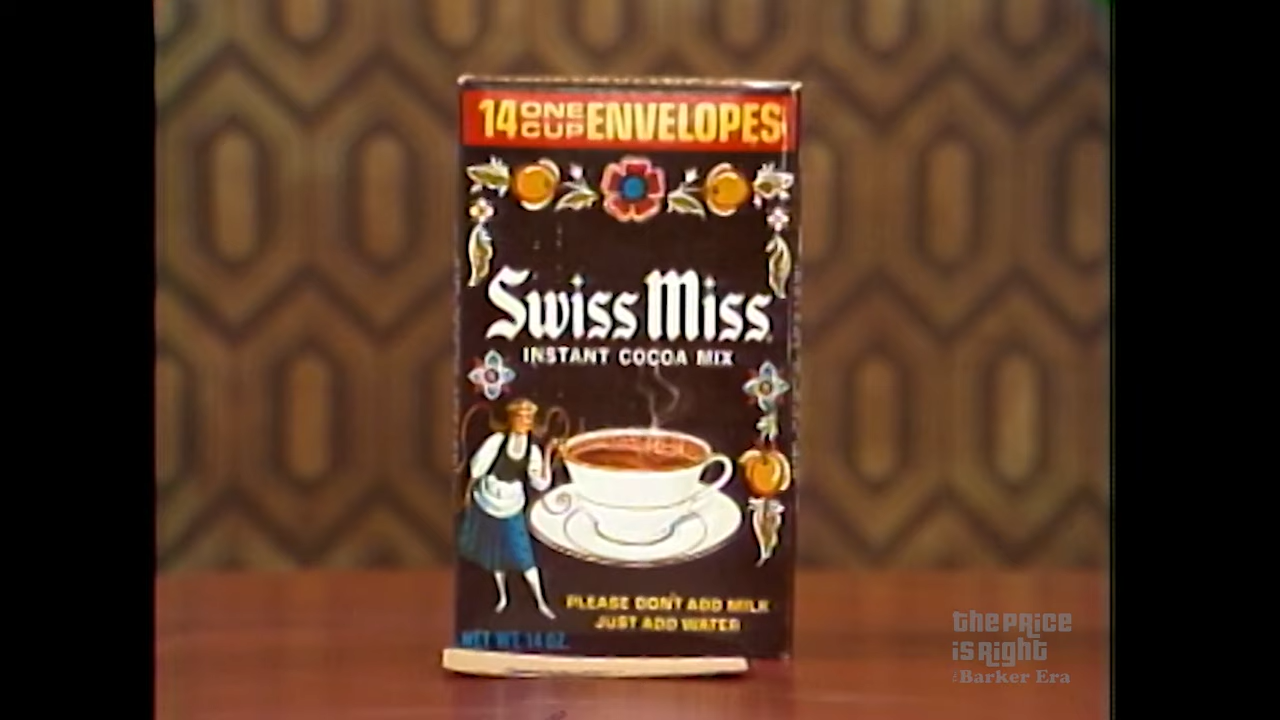 14 ONE CUP ENVELOPES
Swiss Miss
INSTANT COCOA MIX
PLEASE DON'T ADD MILK
JUST ADD WATER
NET WT. 14 OZ.
the PRiCE
iS RiGht
the Barker Era